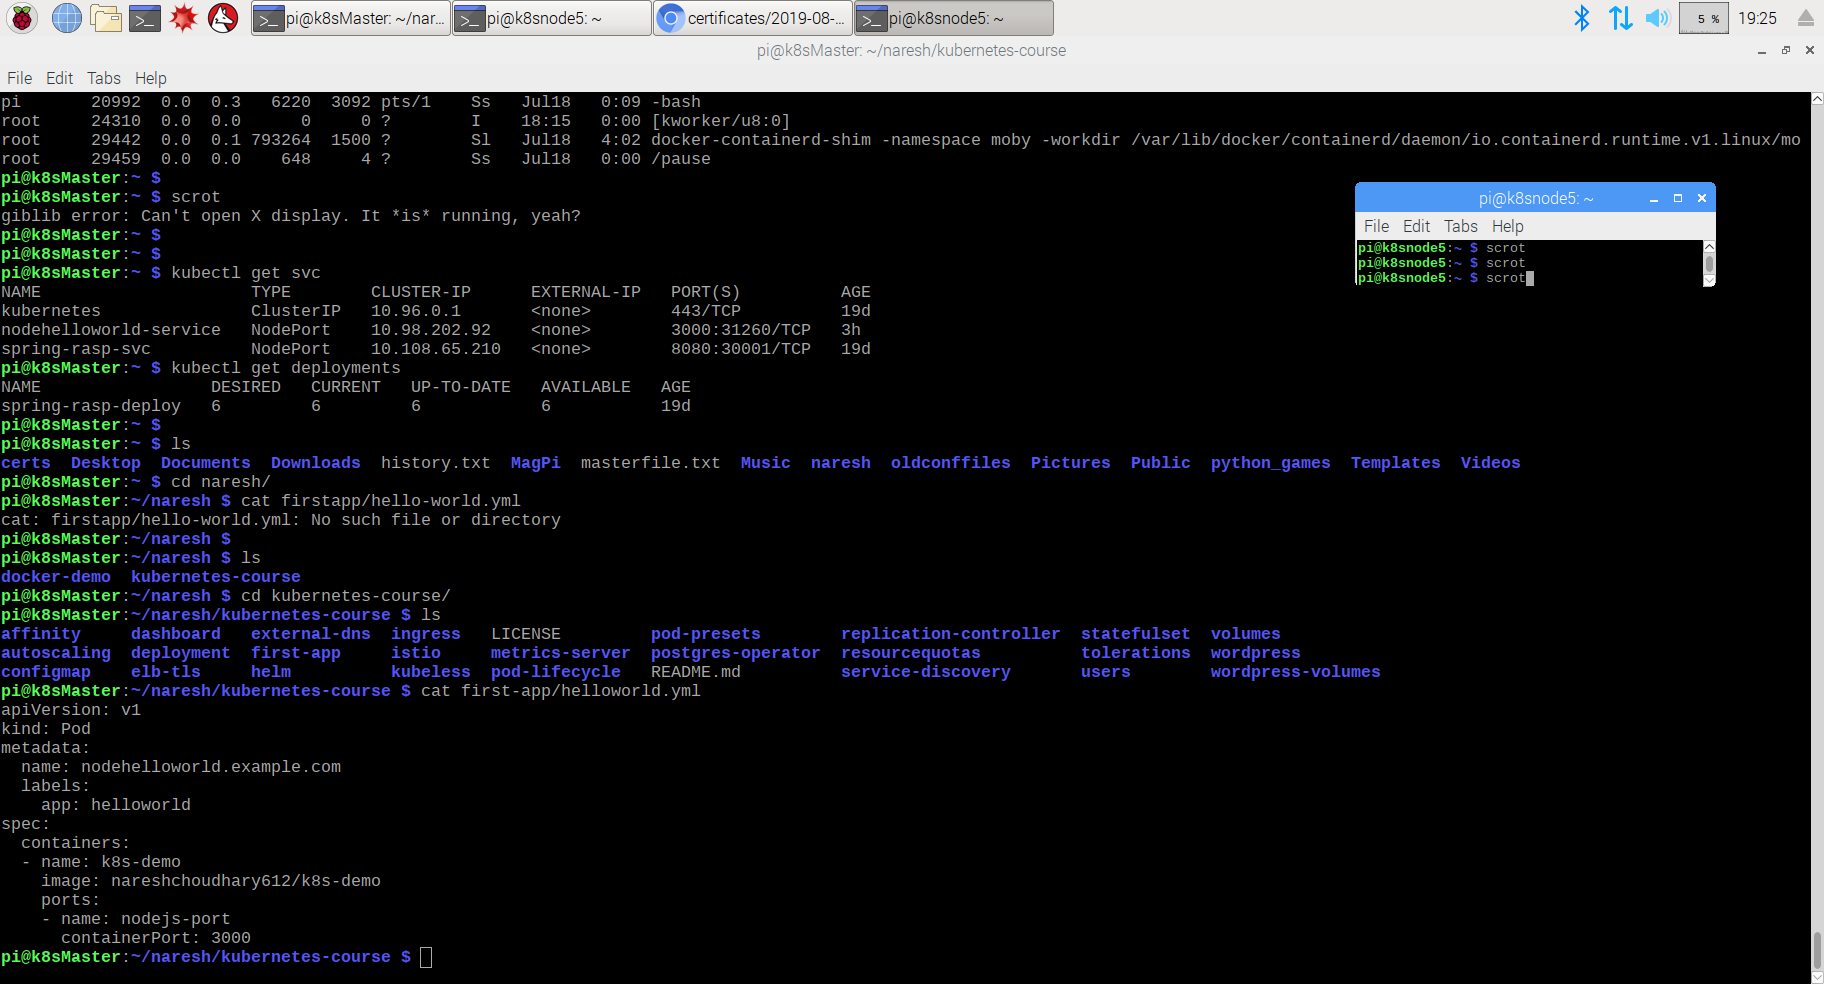 pi@k8sMaster: ~/nar...
pi@k8snode5: ~
certificates/2019-08-...
pi@k8snode5: ~
5 %
19:25
pi@k8sMaster: ~/naresh/kubernetes-course
File Edit Tabs Help
pi       20992  0.0  0.3   6220  3092 pts/1    Ss   Jul18   0:09 -bash
root     24310  0.0  0.0      0     0 ?        I    18:15   0:00 [kworker/u8:0]
root     29442  0.0  0.1 793264  1500 ?        Sl   Jul18   4:02 docker-containerd-shim -namespace moby -workdir /var/lib/docker/containerd/daemon/io.containerd.runtime.v1.linux/mo
root     29459  0.0  0.0    648     4 ?        Ss   Jul18   0:00 /pause
pi@k8sMaster:~ $
pi@k8sMaster:~ $ scrot
giblib error: Can't open X display. It *is* running, yeah?
pi@k8sMaster:~ $
pi@k8sMaster:~ $
pi@k8sMaster:~ $ kubectl get svc
NAME                     TYPE        CLUSTER-IP      EXTERNAL-IP   PORT(S)          AGE
kubernetes               ClusterIP   10.96.0.1       <none>        443/TCP          19d
nodehelloworld-service   NodePort    10.98.202.92    <none>        3000:31260/TCP   3h
spring-rasp-svc          NodePort    10.108.65.210   <none>        8080:30001/TCP   19d
pi@k8sMaster:~ $ kubectl get deployments
NAME                 DESIRED   CURRENT   UP-TO-DATE   AVAILABLE   AGE
spring-rasp-deploy   6         6         6            6           19d
pi@k8sMaster:~ $
pi@k8sMaster:~ $ ls
certs  Desktop  Documents  Downloads  history.txt  MagPi  masterfile.txt  Music  naresh  oldconffiles  Pictures  Public  python_games  Templates  Videos
pi@k8sMaster:~ $ cd naresh/
pi@k8sMaster:~/naresh $ cat firstapp/hello-world.yml
cat: firstapp/hello-world.yml: No such file or directory
pi@k8sMaster:~/naresh $
pi@k8sMaster:~/naresh $ ls
docker-demo  kubernetes-course
pi@k8sMaster:~/naresh $ cd kubernetes-course/
pi@k8sMaster:~/naresh/kubernetes-course $ ls
affinity     dashboard   external-dns  ingress   LICENSE         pod-presets        replication-controller  statefulset  volumes
autoscaling  deployment  first-app     istio     metrics-server  postgres-operator  resourcequotas          tolerations  wordpress
configmap    elb-tls     helm          kubeless  pod-lifecycle   README.md          service-discovery       users        wordpress-volumes
pi@k8sMaster:~/naresh/kubernetes-course $ cat first-app/helloworld.yml
apiVersion: v1
kind: Pod
metadata:
  name: nodehelloworld.example.com
  labels:
    app: helloworld
spec:
  containers:
  - name: k8s-demo
    image: nareshchoudhary612/k8s-demo
    ports:
    - name: nodejs-port
      containerPort: 3000
pi@k8sMaster:~/naresh/kubernetes-course $
pi@k8snode5: ~
File Edit Tabs Help
pi@k8snode5:~ $ scrot
pi@k8snode5:~ $ scrot
pi@k8snode5:~ $ scrot